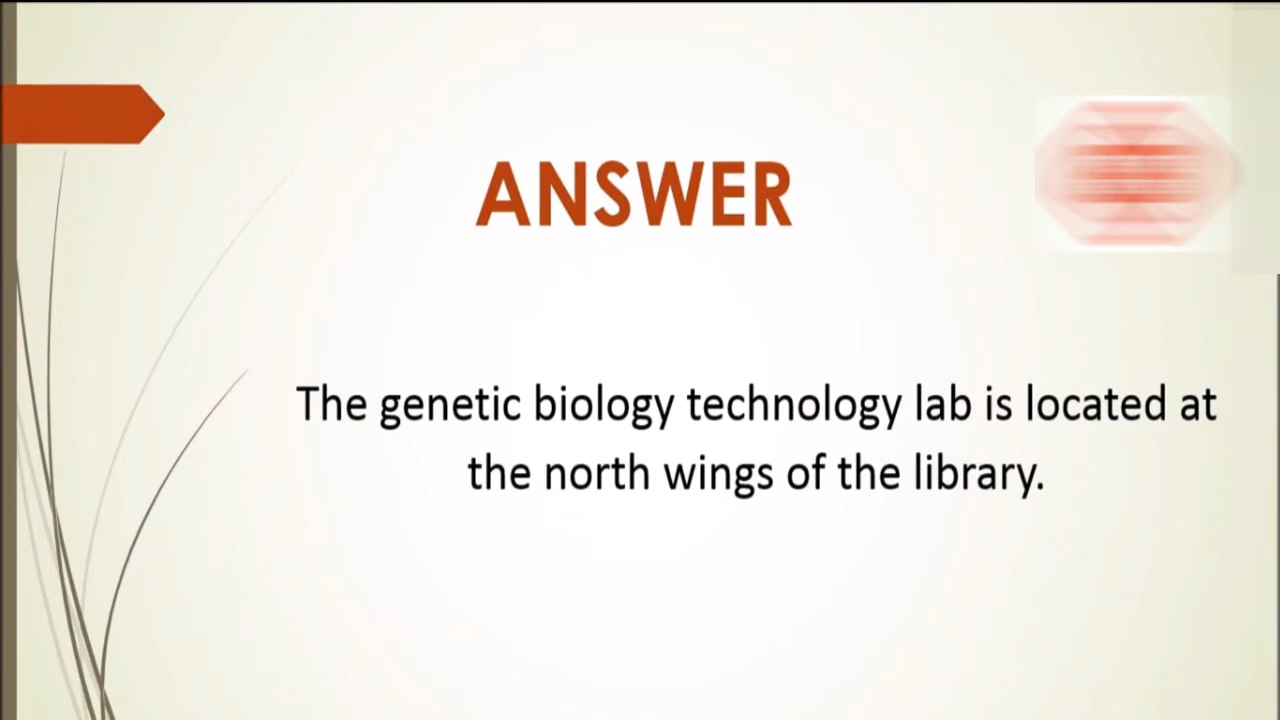 ANSWER
The genetic biology technology lab is located at
the north wings of the library.